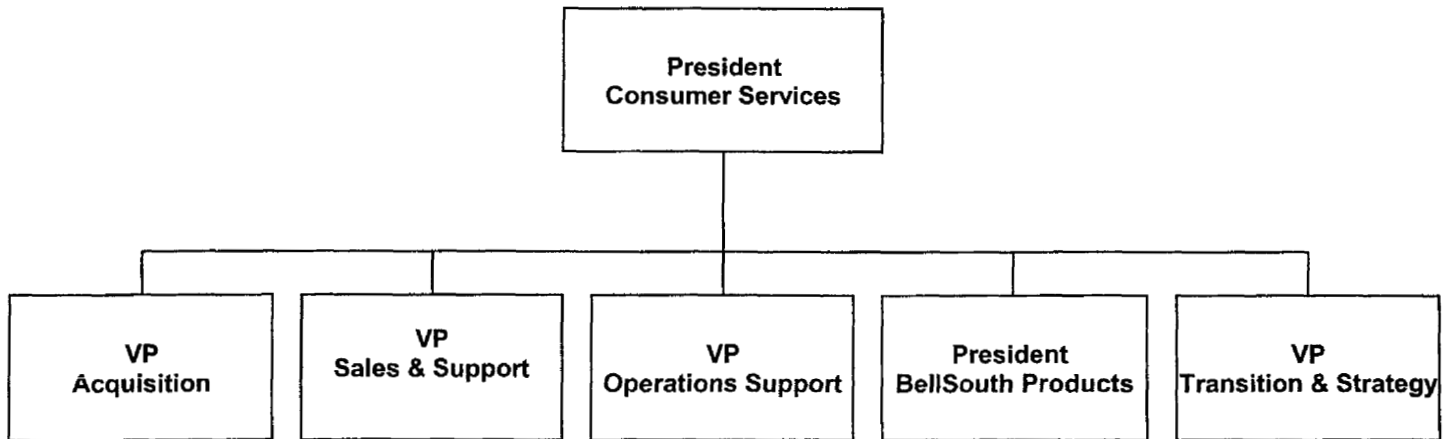 President
Consumer Services
VP
Acquisition
VP
Sales & Support
VP
Operations Support
President
BellSouth Products
VP
Transition & Strategy